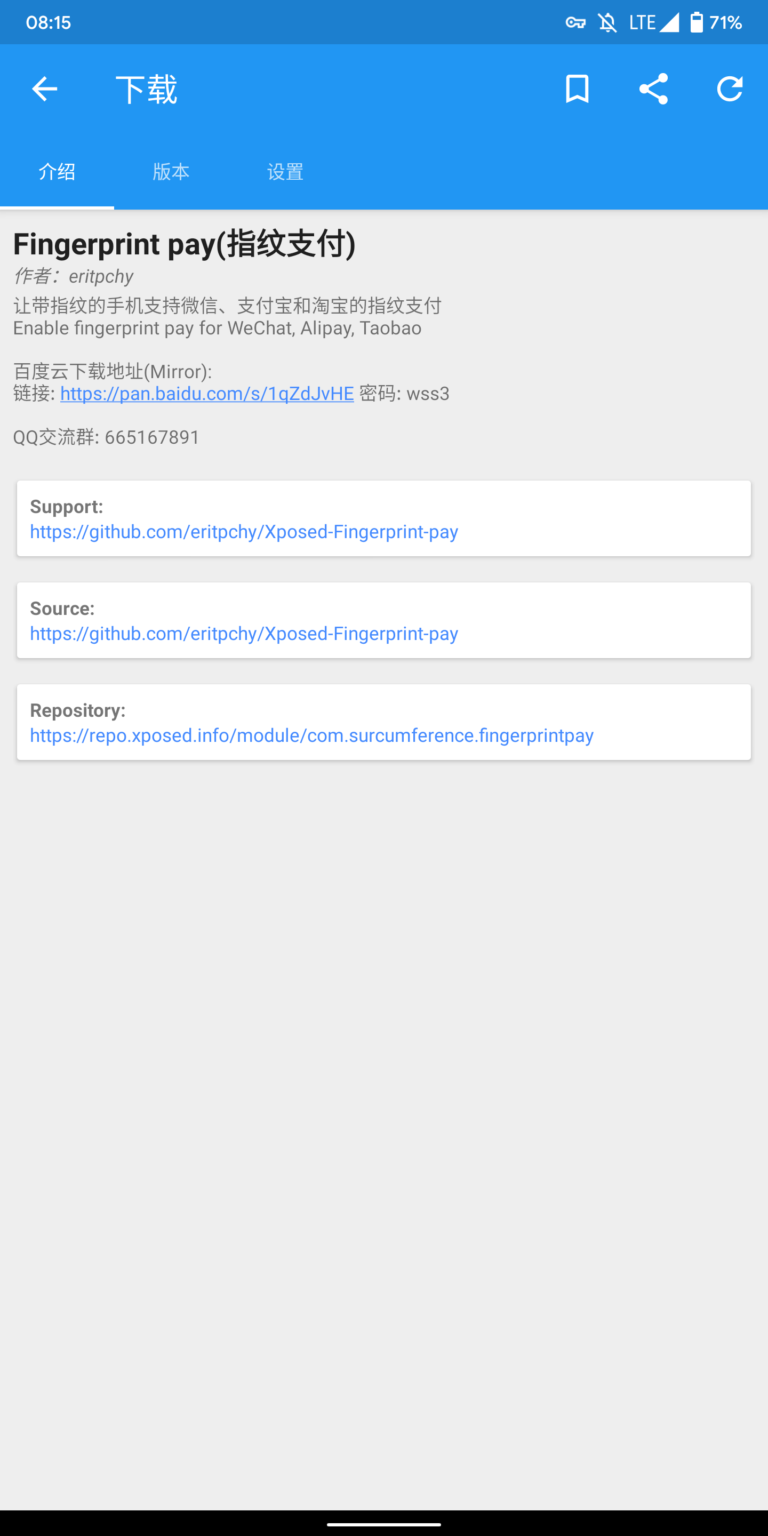 08:15
LTE
71%
下载
介绍
版本
设置
Fingerprint pay(指纹支付)
作者：eritpchy
让带指纹的手机支持微信、支付宝和淘宝的指纹支付
Enable fingerprint pay for WeChat, Alipay, Taobao
百度云下载地址(Mirror):
链接: https://pan.baidu.com/s/1qZdJvHE 密码: wss3
QQ交流群: 665167891
Support:
https://github.com/eritpchy/Xposed-Fingerprint-pay
Source:
https://github.com/eritpchy/Xposed-Fingerprint-pay
Repository:
https://repo.xposed.info/module/com.surcumference.fingerprintpay